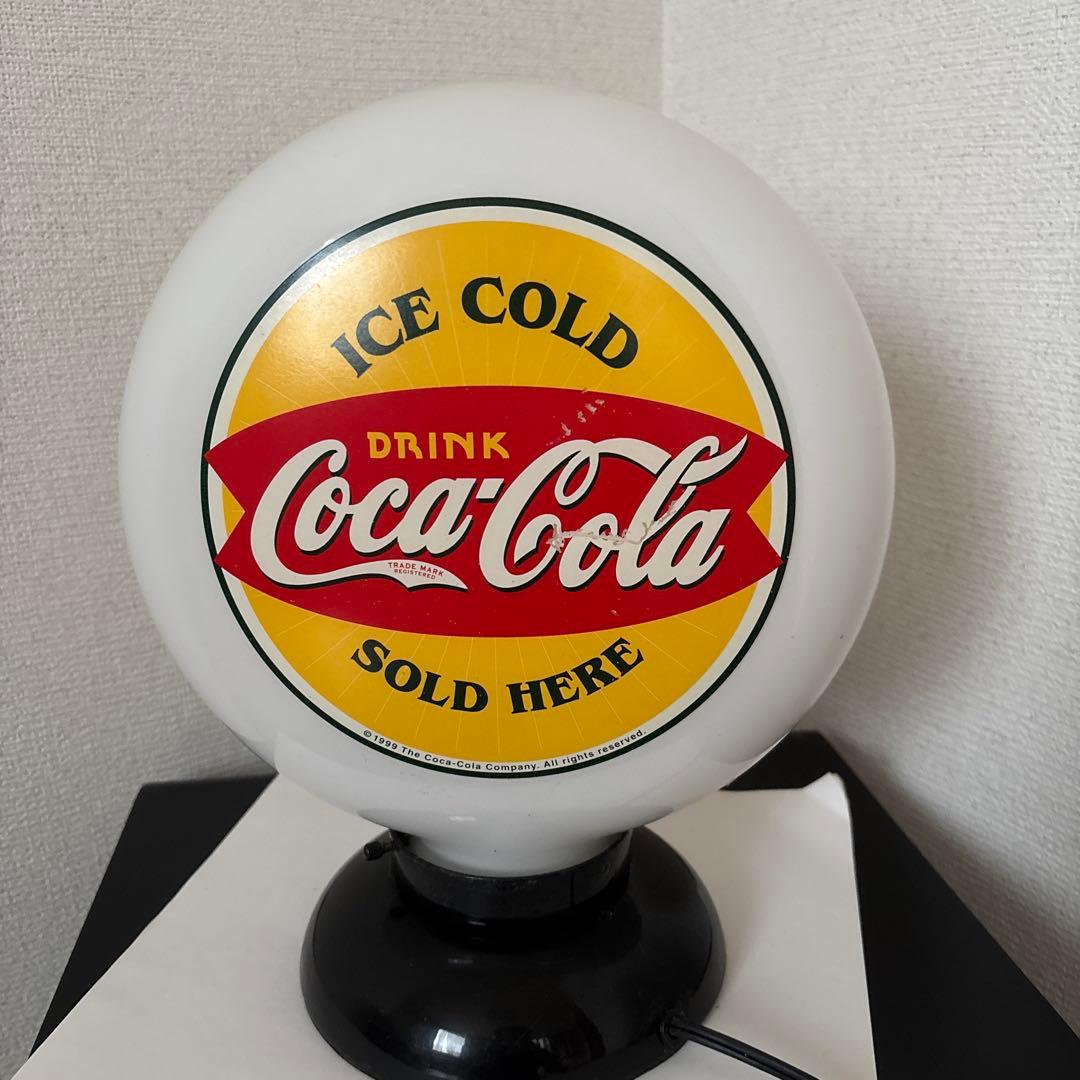 ICE COLD
DRINK
Coca-Cola
TRADE MARK
REGISTERED
SOLD HERE
©1999 The Coca-Cola Company. All rights reserved.